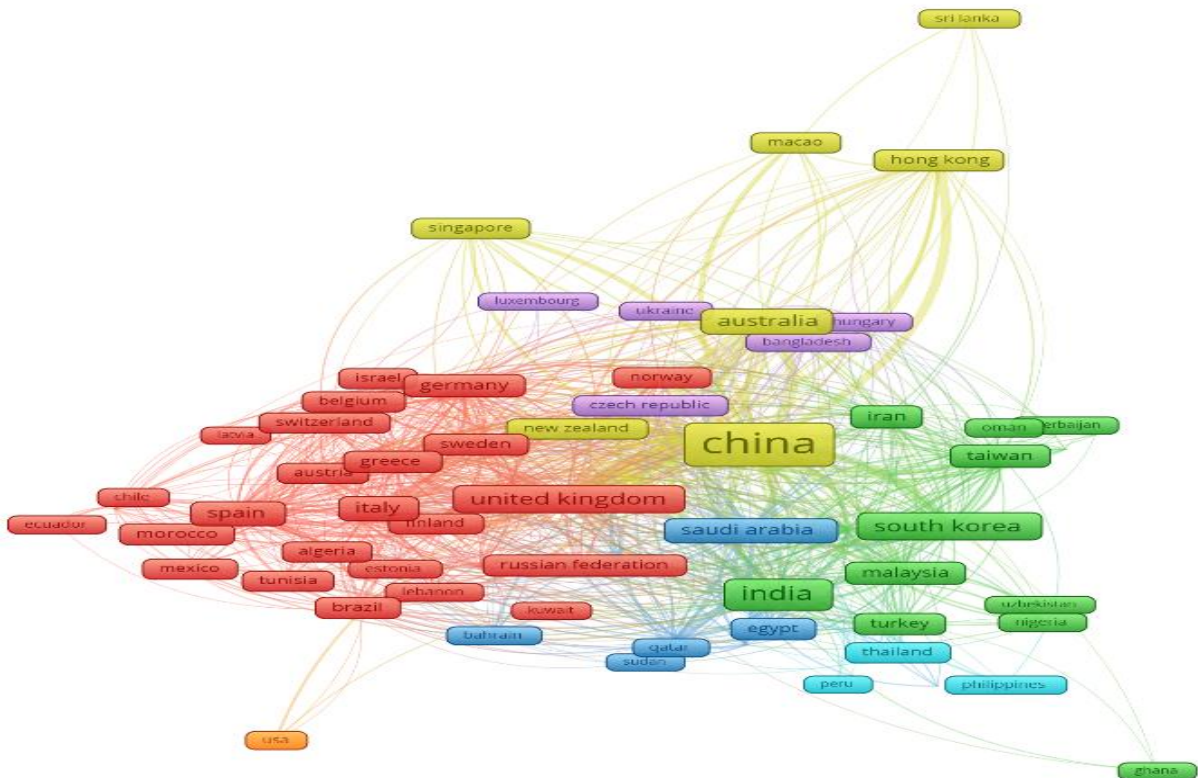 sri lanka
macao
hong kong
singapore
luxembourg
ukraine
australia
hungary
bangladesh
israel
germany
norway
belgium
czech republic
iran
switzerland
new zealand
oman
erbaijan
latvia
sweden
china
taiwan
greece
austria
chile
united kingdom
spain
italy
ecuador
finland
saudi arabia
south korea
morocco
algeria
mexico
estonia
russian federation
malaysia
tunisia
lebanon
india
brazil
kuwait
uzbekistan
nigeria
turkey
bahrain
egypt
qatar
thailand
sudan
peru
philippines
usa
ghana